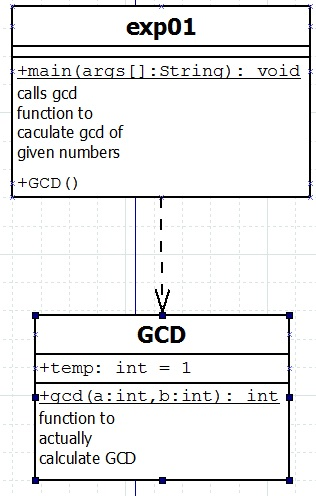 exp01
+main(args[]:String): void
calls gcd
function to
caculate gcd of
given numbers
+GCD()
GCD
+temp: int = 1
+gcd(a:int,b:int): int
function to
actually
calculate GCD